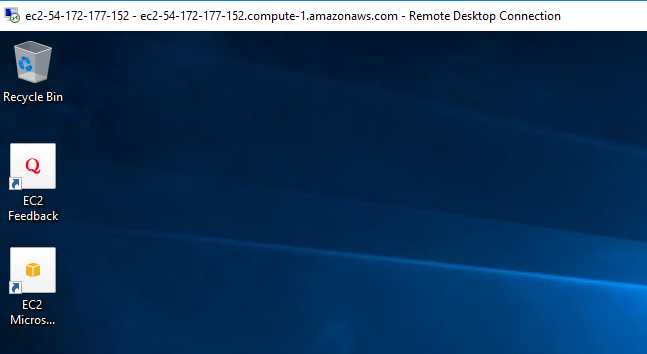 ec2-54-172-177-152 - ec2-54-172-177-152.compute-1.amazonaws.com - Remote Desktop Connection
Recycle Bin
Q
EC2
Feedback
EC2
Micros...